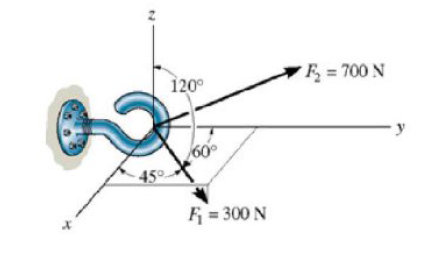 z
F₂ = 700 N
120°
y
60°
45°
F₁ = 300 N
x